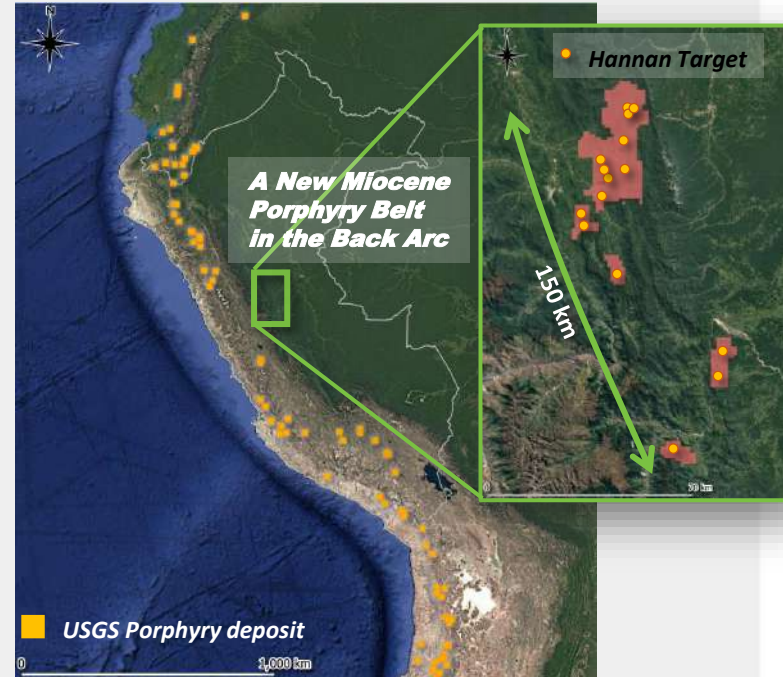 N
Hannan Target
A New Miocene
Porphyry Belt
in the Back Arc
150 km
0
70 km
USGS Porphyry deposit
0
1,000 km